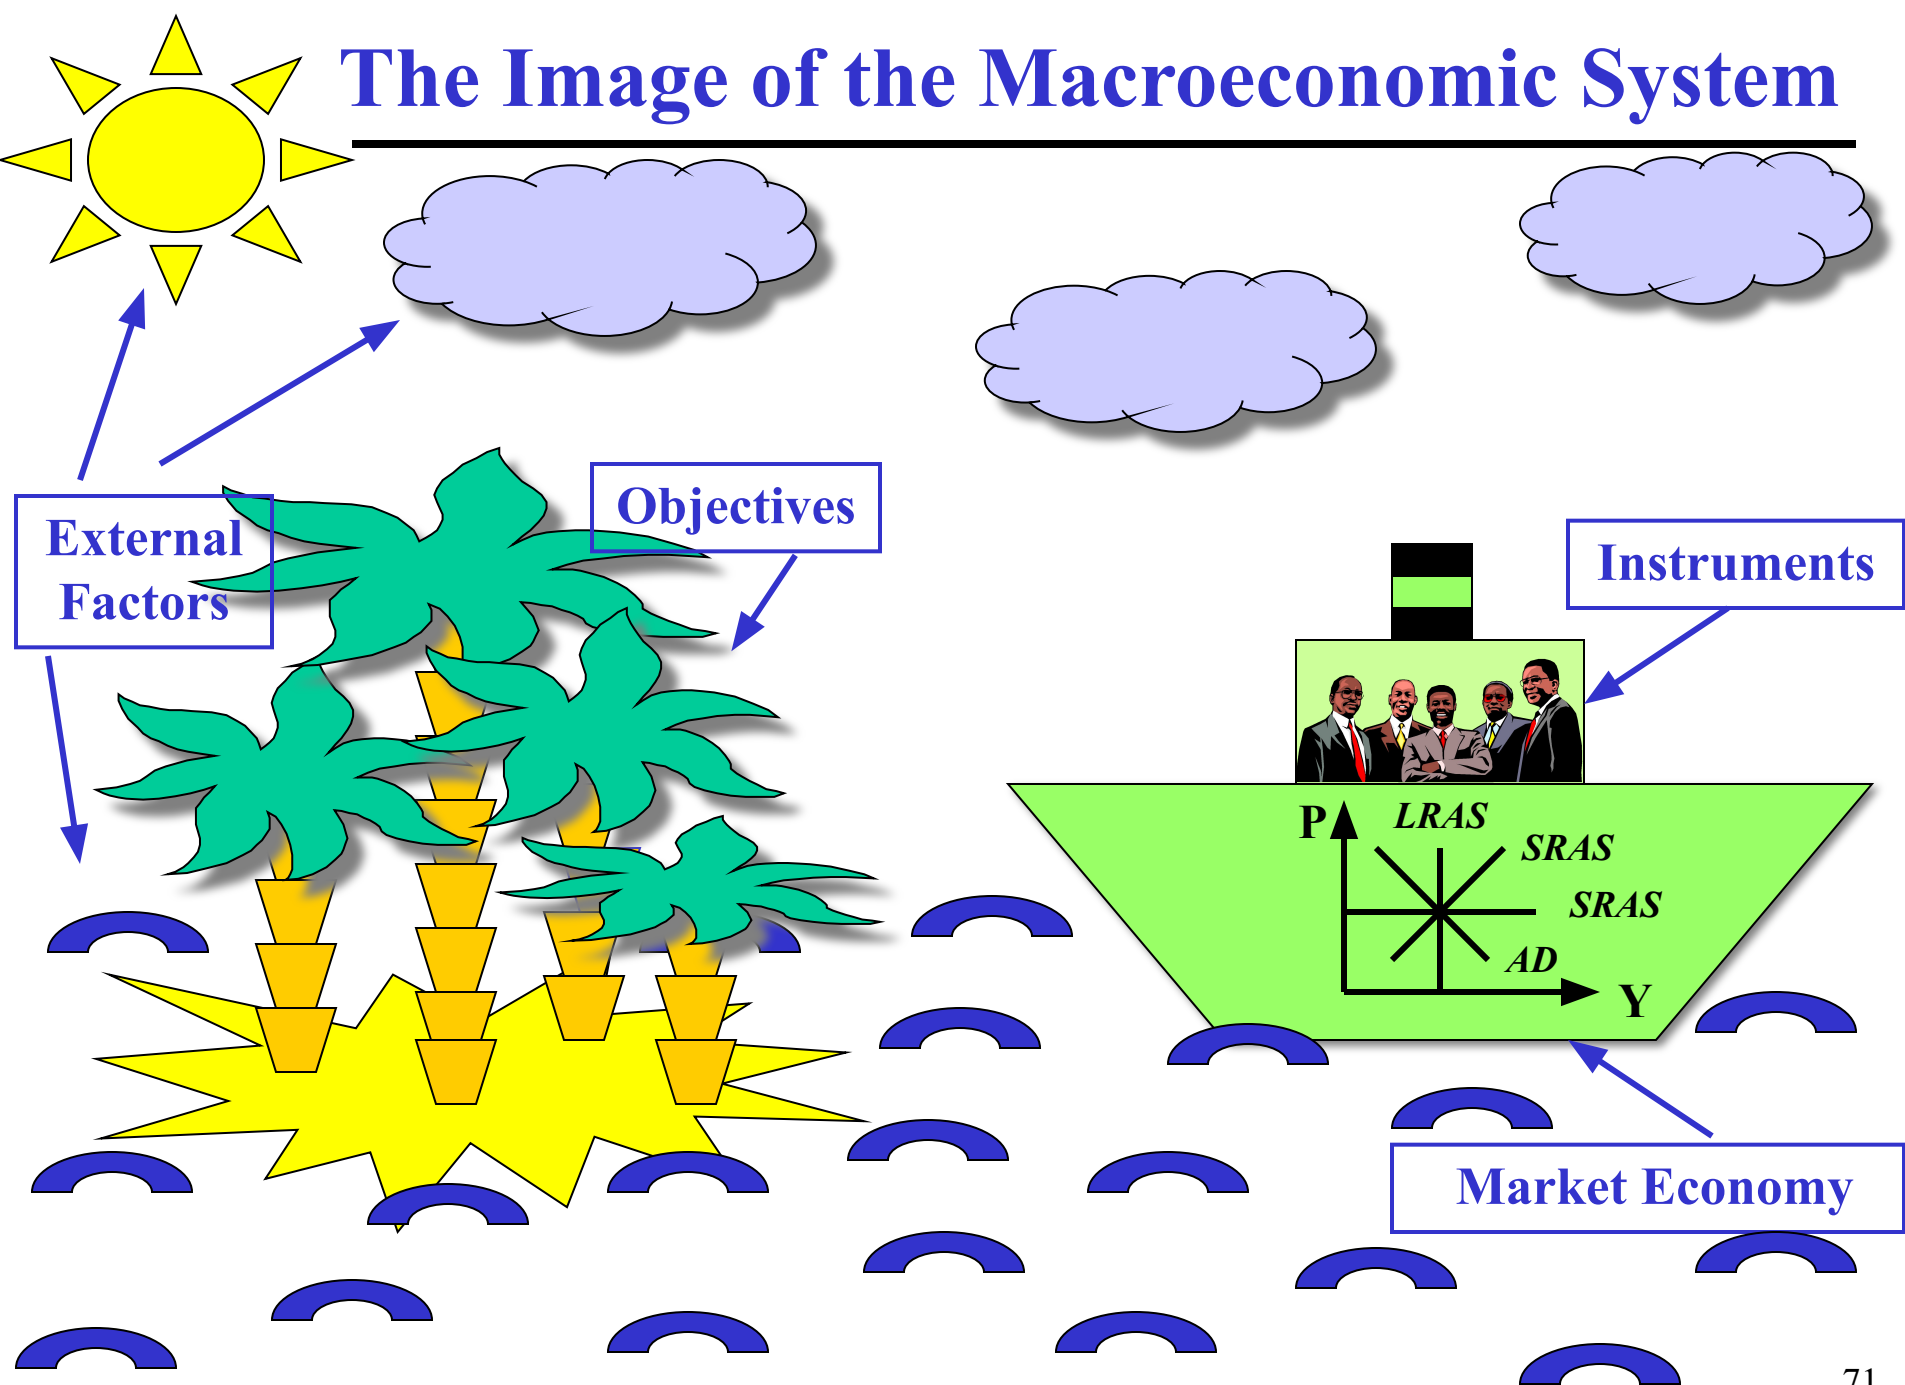 The Image of the Macroeconomic System
External
Factors
Objectives
Instruments
P
LRAS
SRAS
SRAS
AD
Y
Market Economy
71